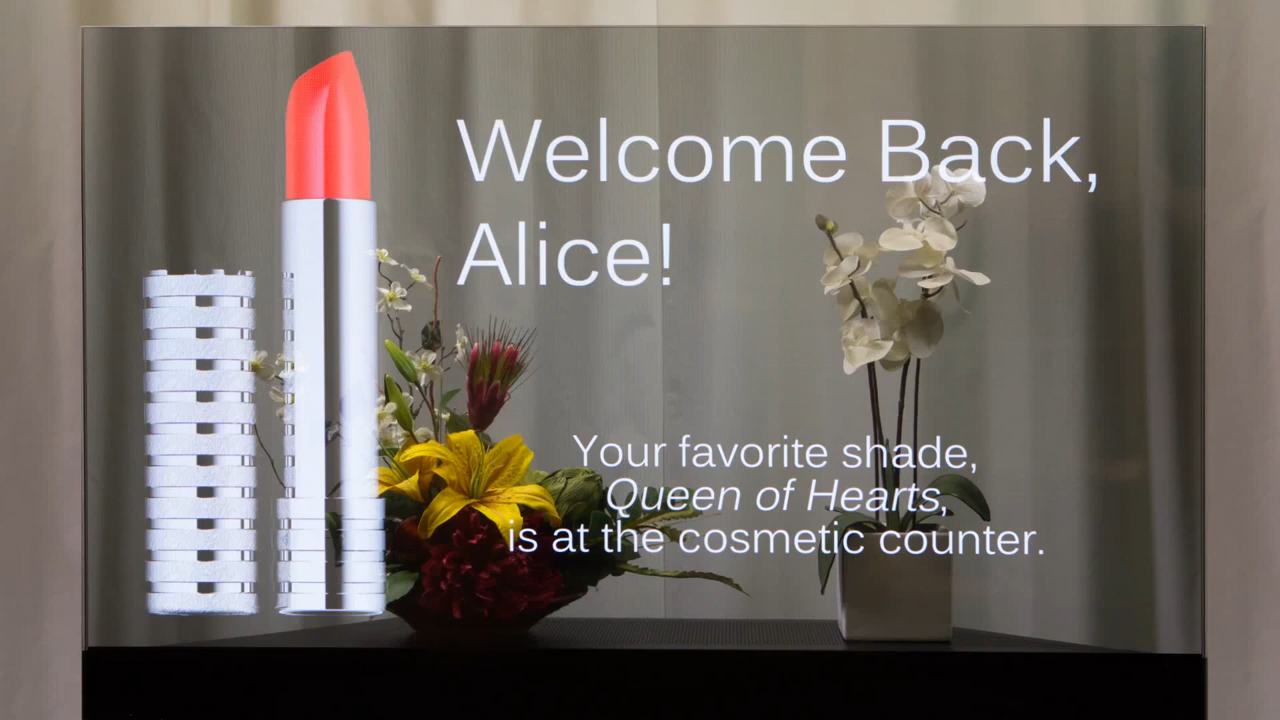 Welcome Back,
Alice!
Your favorite shade,
Queen of Hearts,
is at the cosmetic counter.